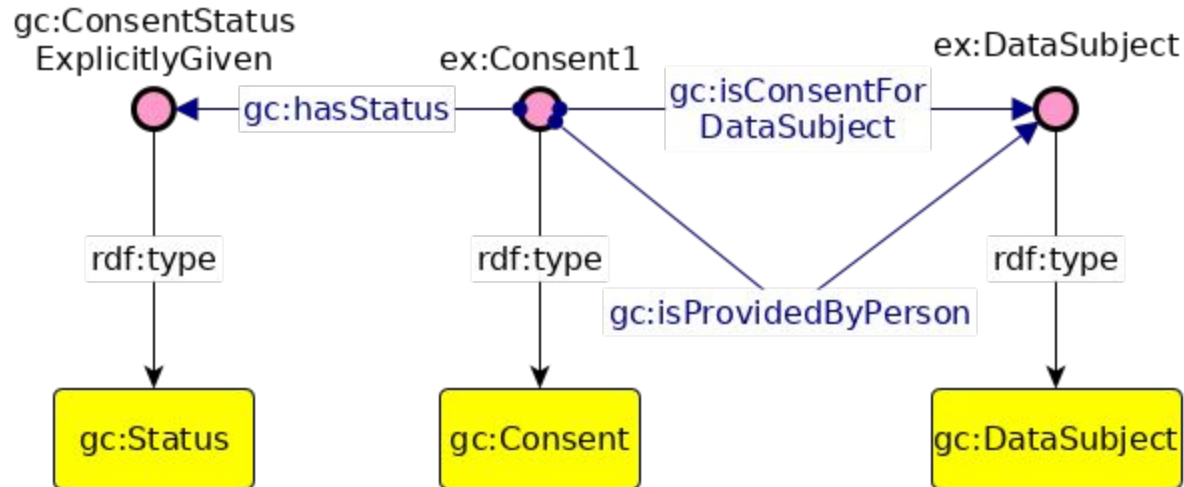 gc:ConsentStatus
ExplicitlyGiven
ex:Consent1
ex:DataSubject
gc:hasStatus
gc:isConsentFor
DataSubject
rdf:type
rdf:type
rdf:type
gc:isProvidedByPerson
gc:Status
gc:Consent
gc:DataSubject